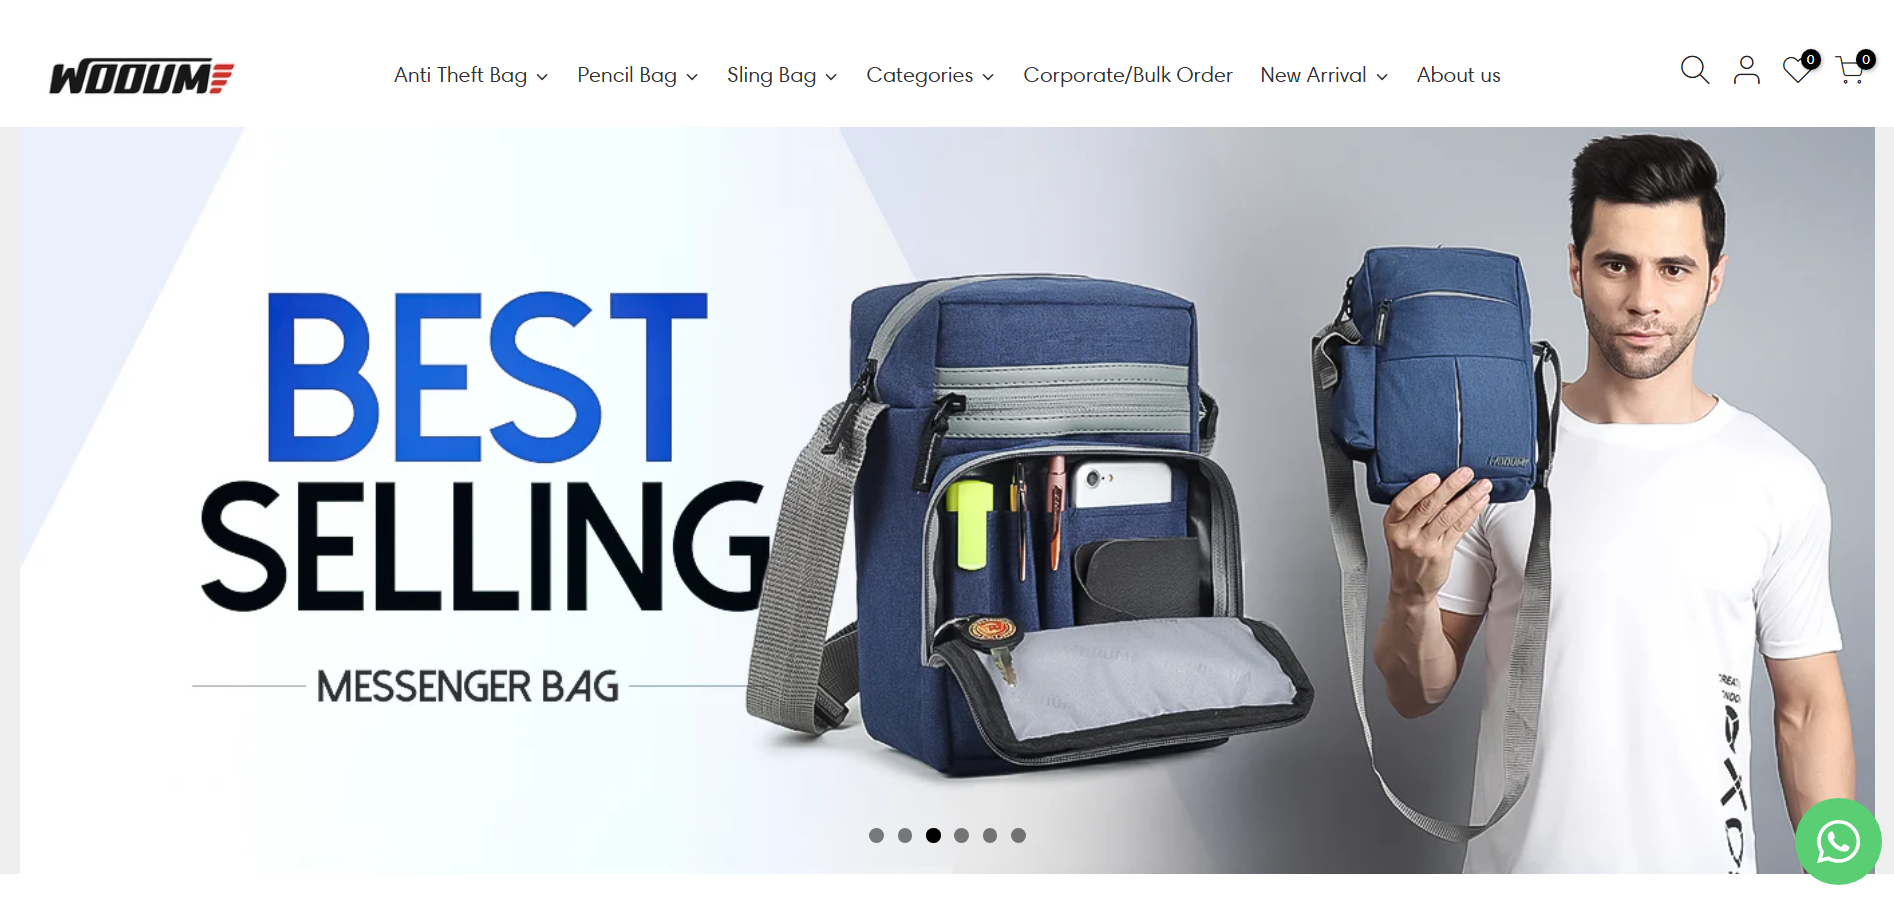 WODUM
Anti Theft Bag
Pencil Bag
Sling Bag
Categories
Corporate/Bulk Order
New Arrival
About us
0
0
BEST
SELLING
MESSENGER BAG